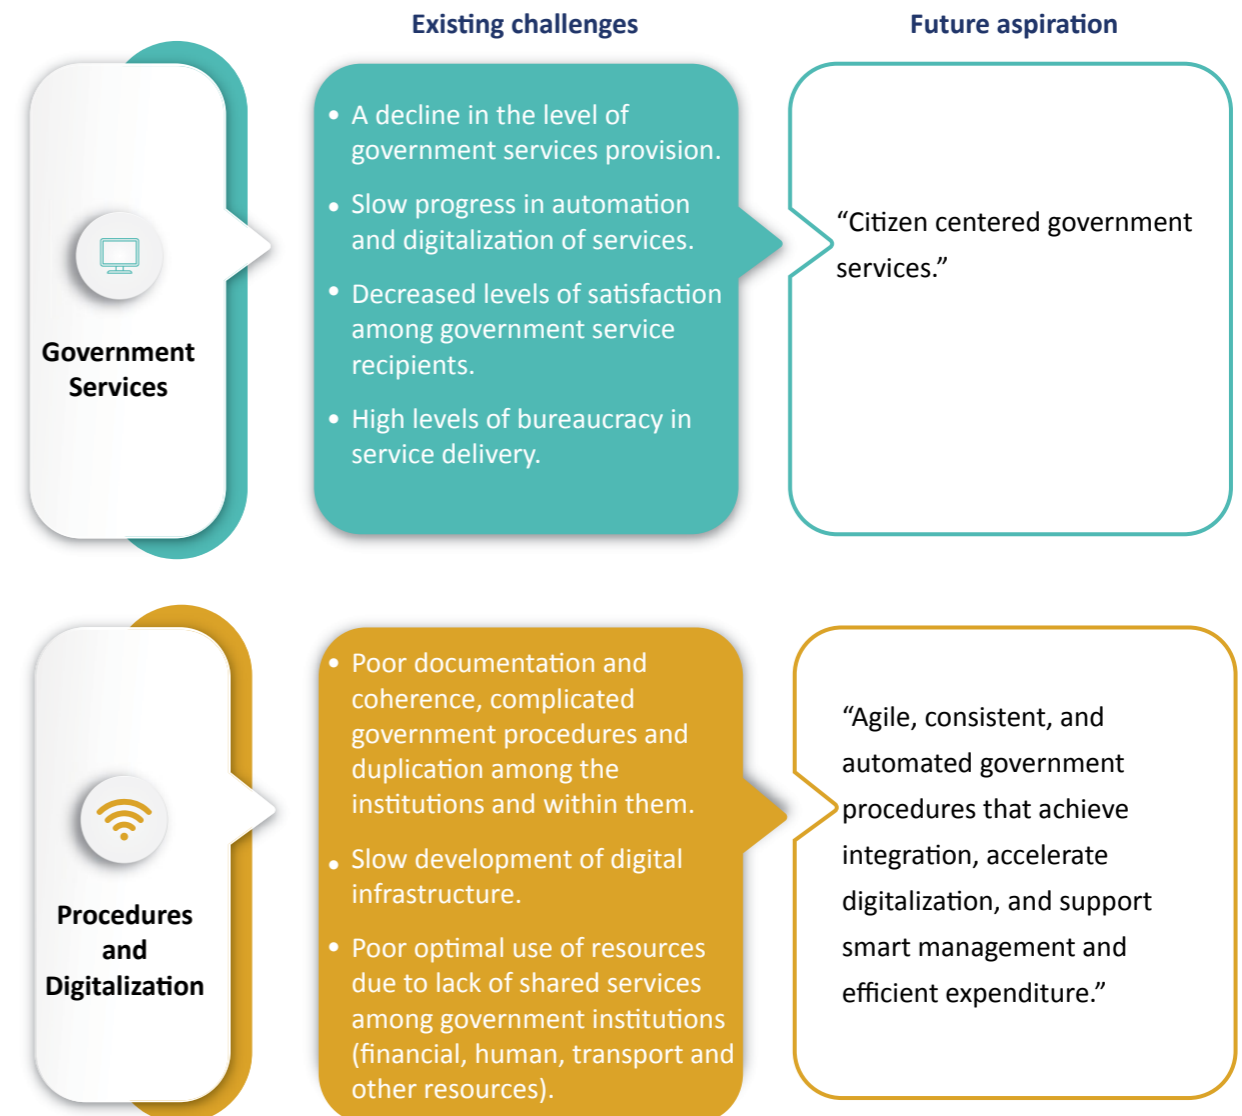 Existing challenges
Future aspiration
Government
Services
• A decline in the level of
government services provision.
• Slow progress in automation
and digitalization of services.
• Decreased levels of satisfaction
among government service
recipients.
• High levels of bureaucracy in
service delivery.
“Citizen centered government
services.”
Procedures
and
Digitalization
• Poor documentation and
coherence, complicated
government procedures and
duplication among the
institutions and within them.
• Slow development of digital
infrastructure.
• Poor optimal use of resources
due to lack of shared services
among government institutions
(financial, human, transport and
other resources).
“Agile, consistent, and
automated government
procedures that achieve
integration, accelerate
digitalization, and support
smart management and
efficient expenditure.”